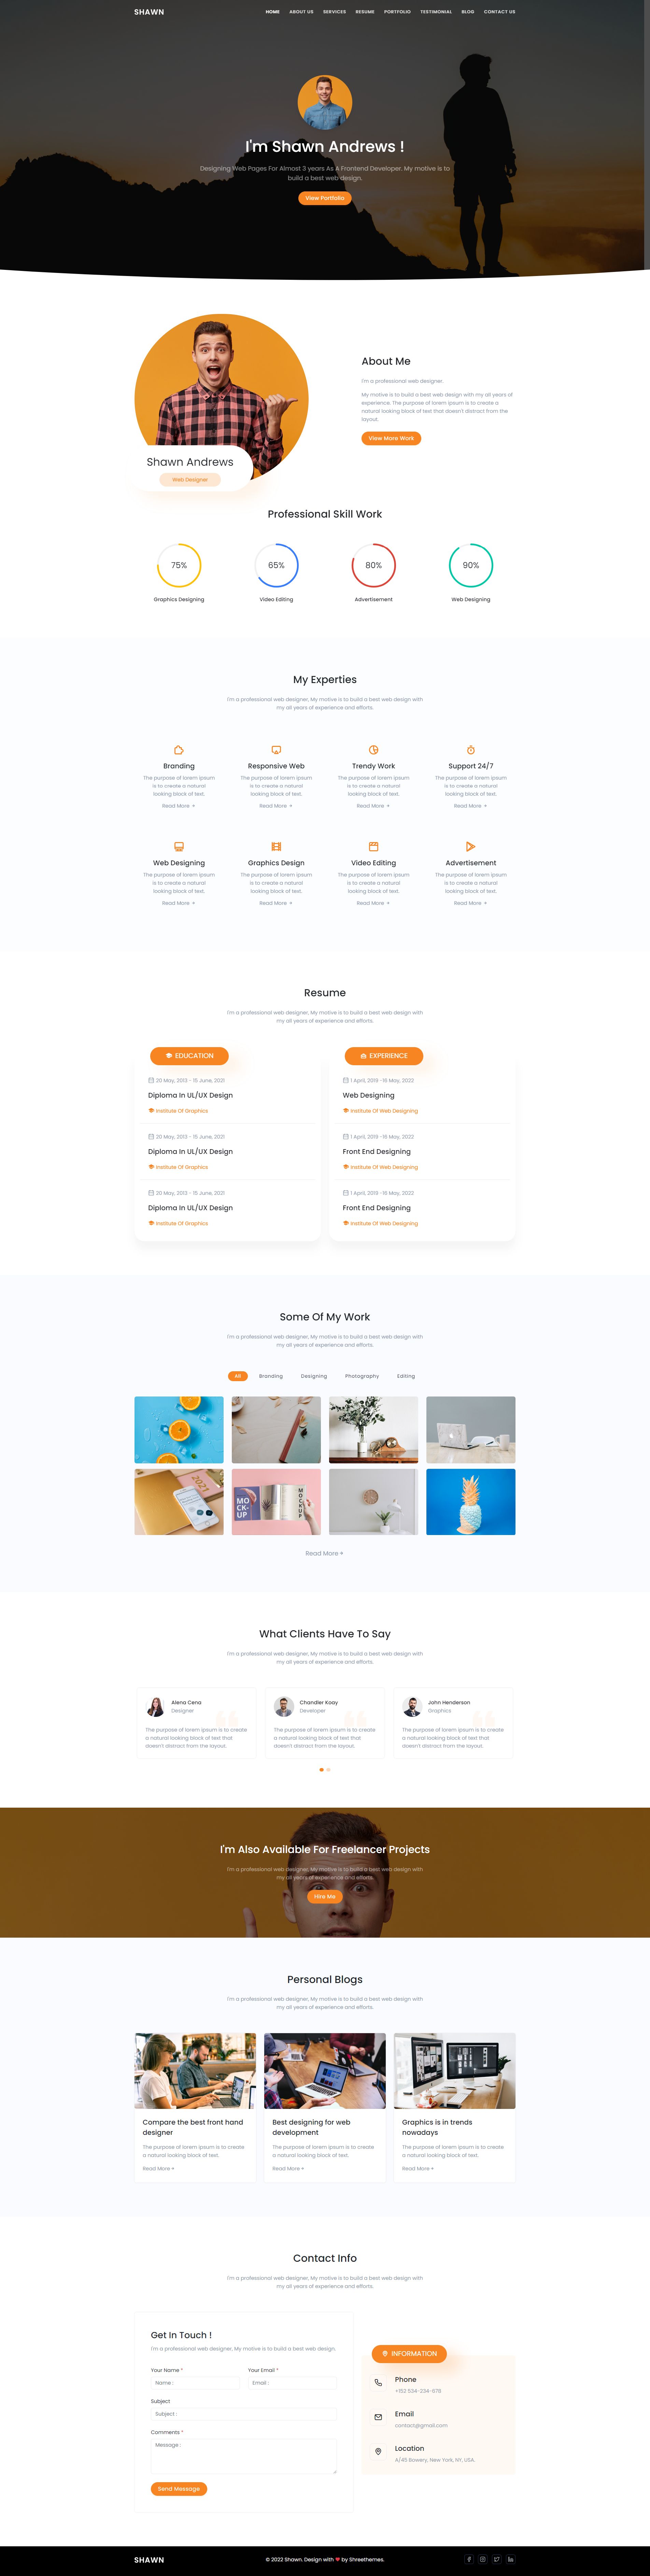 SHAWN
HOME ABOUT US SERVICES RESUME PORTFOLIO TESTIMONIAL BLOG CONTACT US
I'm Shawn Andrews !
Designing Web Pages For Almost 3 years As A Frontend Developer. My motive is to
build a best web design.
View Portfolio
About Me
I'm a professional web designer.
My motive is to build a best web design with my all years of
experience. The purpose of lorem ipsum is to create a
natural looking block of text that doesn't distract from the
layout.
View More Work
Shawn Andrews
Web Designer
Professional Skill Work
75% 65% 80% 90%
Graphics Designing Video Editing Advertisement Web Designing
My Experties
I'm a professional web designer, My motive is to build a best web design with
my all years of experience and efforts.
Branding Responsive Web Trendy Work Support 24/7
The purpose of lorem ipsum The purpose of lorem ipsum The purpose of lorem ipsum The purpose of lorem ipsum
is to create a natural is to create a natural is to create a natural is to create a natural
looking block of text. looking block of text. looking block of text. looking block of text.
Read More Read More Read More Read More
Web Designing Graphics Design Video Editing Advertisement
The purpose of lorem ipsum The purpose of lorem ipsum The purpose of lorem ipsum The purpose of lorem ipsum
is to create a natural is to create a natural is to create a natural is to create a natural
looking block of text. looking block of text. looking block of text. looking block of text.
Read More Read More Read More Read More
Resume
I'm a professional web designer, My motive is to build a best web design with
my all years of experience and efforts.
EDUCATION
20 May, 2013 - 15 June, 2021
Diploma In UL/UX Design
Institute Of Graphics
20 May, 2013 - 15 June, 2021
Diploma In UL/UX Design
Institute Of Graphics
20 May, 2013 - 15 June, 2021
Diploma In UL/UX Design
Institute Of Graphics
EXPERIENCE
1 April, 2019 -16 May, 2022
Web Designing
Institute Of Web Designing
1 April, 2019 -16 May, 2022
Front End Designing
Institute Of Web Designing
1 April, 2019 -16 May, 2022
Front End Designing
Institute Of Web Designing
Some Of My Work
I'm a professional web designer, My motive is to build a best web design with
my all years of experience and efforts.
All Branding Designing Photography Editing
2021
MO
CK-
UP
MOCKUP
Read More
What Clients Have To Say
I'm a professional web designer, My motive is to build a best web design with
my all years of experience and efforts.
Alena Cena
Designer
The purpose of lorem ipsum is to create
a natural looking block of text that
doesn't distract from the layout.
Chandler Koay
Developer
The purpose of lorem ipsum is to create
a natural looking block of text that
doesn't distract from the layout.
John Henderson
Graphics
The purpose of lorem ipsum is to create
a natural looking block of text that
doesn't distract from the layout.
I'm Also Available For Freelancer Projects
I'm a professional web designer, My motive is to build a best web design with
my all years of experience and efforts.
Hire Me
Personal Blogs
I'm a professional web designer, My motive is to build a best web design with
my all years of experience and efforts.
Compare the best front hand
designer
The purpose of lorem ipsum is to create
a natural looking block of text.
Read More
Best designing for web
development
The purpose of lorem ipsum is to create
a natural looking block of text.
Read More
Graphics is in trends
nowadays
The purpose of lorem ipsum is to create
a natural looking block of text.
Read More
Contact Info
I'm a professional web designer, My motive is to build a best web design with
my all years of experience and efforts.
Get In Touch !
I'm a professional web designer, My motive is to build a best web design.
Your Name * Your Email *
Name : Email :
Subject
Subject :
Comments *
Message :
Send Message
INFORMATION
Phone
+152 534-234-678
Email
contact@gmail.com
Location
A/45 Bowery, New York, NY, USA.
SHAWN
© 2022 Shawn. Design with ❤ by Shreethemes.